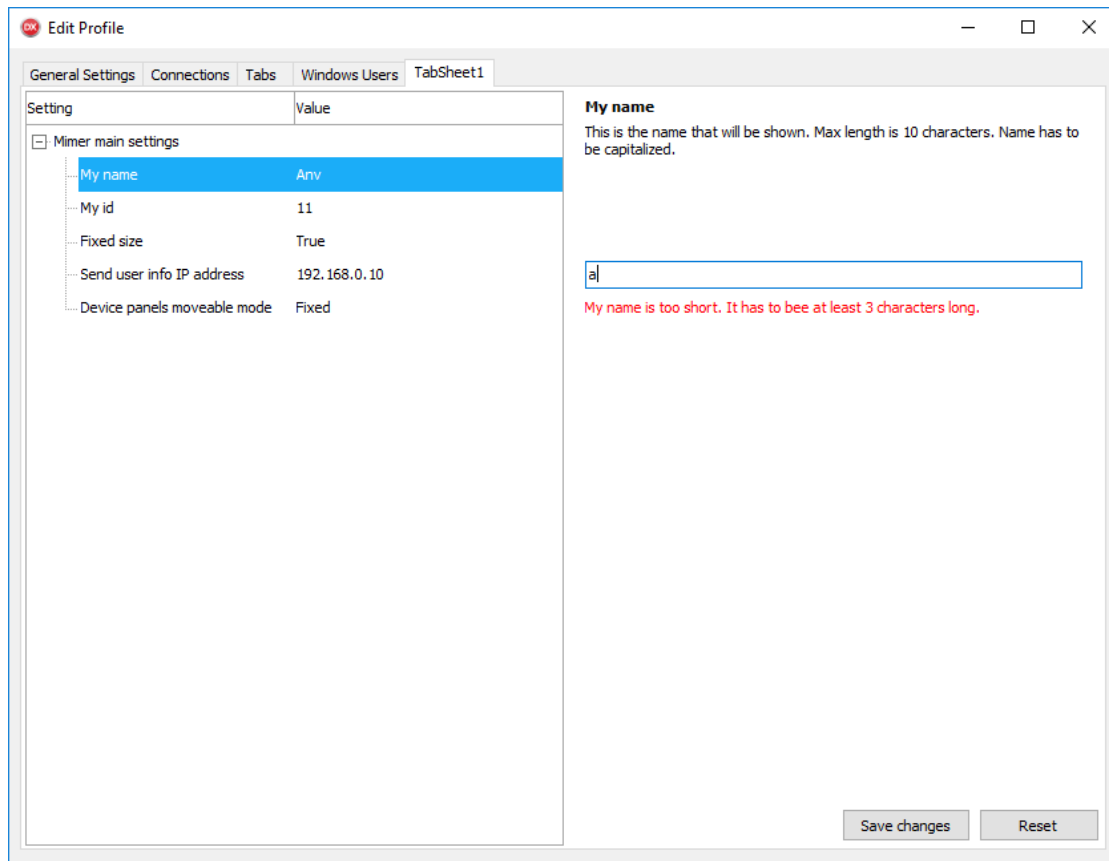 DX Edit Profile
General Settings Connections Tabs Windows Users TabSheet1
Setting Value
Mimer main settings
My name Anv
My id 11
Fixed size True
Send user info IP address 192.168.0.10
Device panels moveable mode Fixed
My name
This is the name that will be shown. Max length is 10 characters. Name has to
be capitalized.
a
My name is too short. It has to bee at least 3 characters long.
Save changes Reset